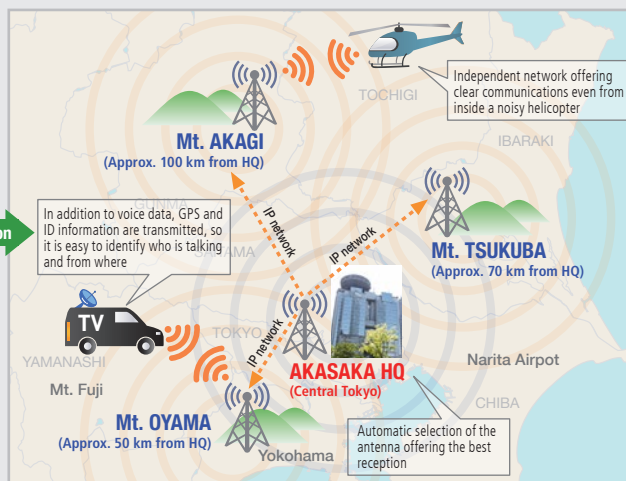 TOCHIGI
Independent network offering
clear communications even from
inside a noisy helicopter
IBARAKI
Mt. AKAGI
(Approx. 100 km from HQ)
GUNMA
on
In addition to voice data, GPS and
ID information are transmitted, so
it is easy to identify who is talking
and from where
SAITAMA
IP network
IP network
Mt. TSUKUBA
(Approx. 70 km from HQ)
TV
TOKYO
IP network
YAMANASHI
Mt. Fuji
AKASAKA HQ
(Central Tokyo)
Narita Airpot
CHIBA
Mt. OYAMA
(Approx. 50 km from HQ)
Yokohama
Automatic selection of the
antenna offering the best
reception